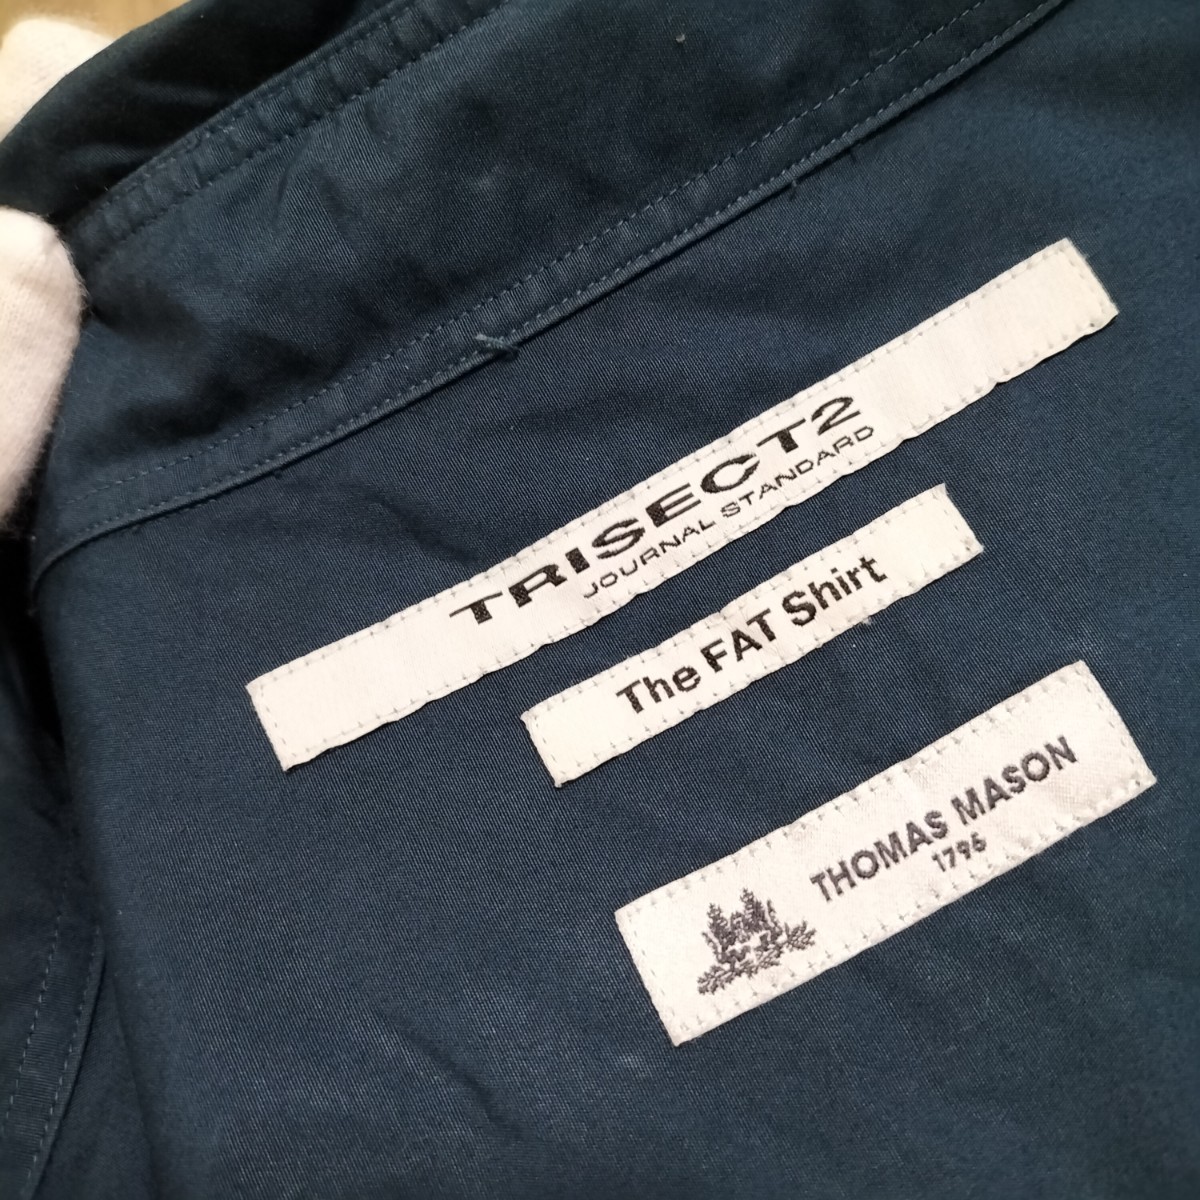 TRISECT2
JOURNAL STANDARD
The FAT Shirt
THOMAS MASON
1796